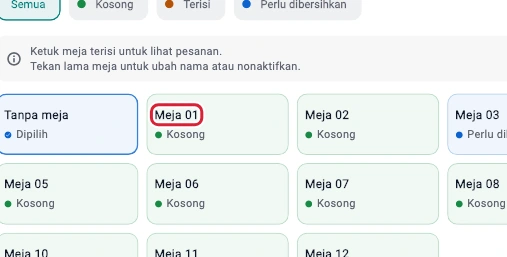 Semua
Kosong
Terisi
Perlu dibersihkan
Ketuk meja terisi untuk lihat pesanan.
Tekan lama meja untuk ubah nama atau nonaktifkan.
Tanpa meja
Dipilih
Meja 01
Kosong
Meja 02
Kosong
Meja 03
Perlu di
Meja 05
Kosong
Meja 06
Kosong
Meja 07
Kosong
Meja 08
Kosong
Meja 10
Meja 11
Meja 12